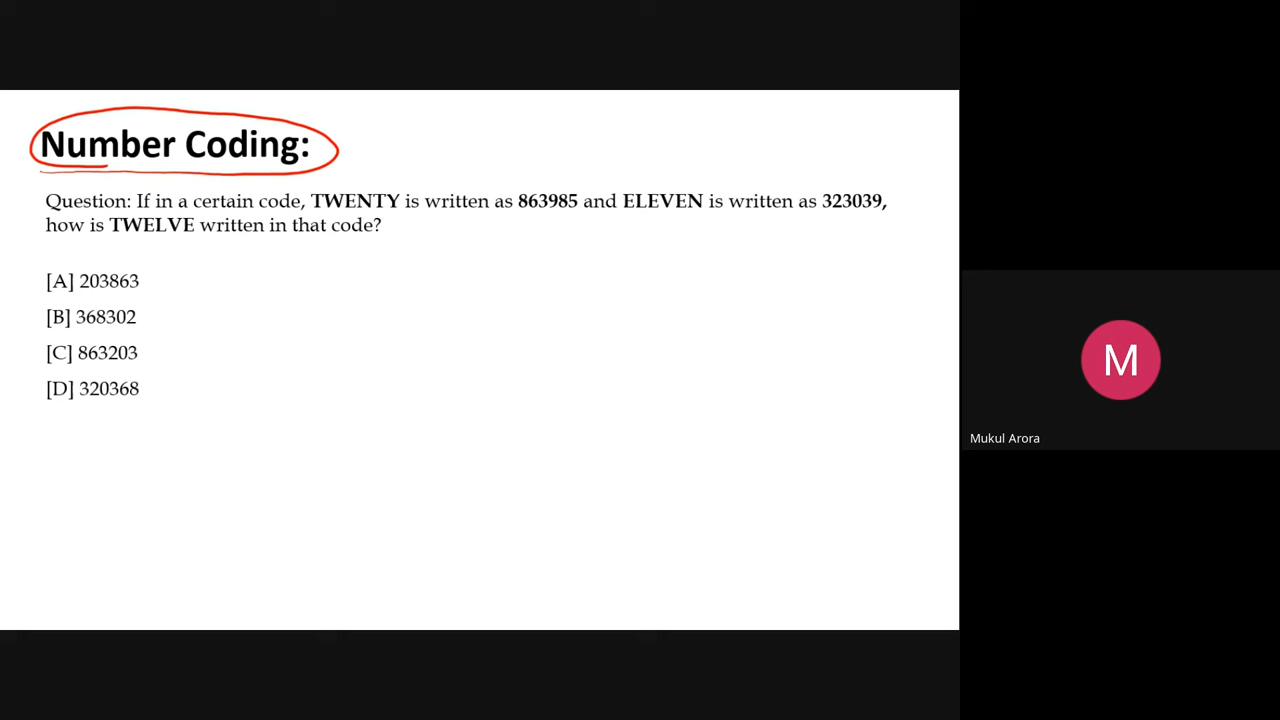 Number Coding:
Question: If in a certain code, TWENTY is written as 863985 and ELEVEN is written as 323039,
how is TWELVE written in that code?
[A] 203863
[B] 368302
[C] 863203
[D] 320368
M
Mukul Arora